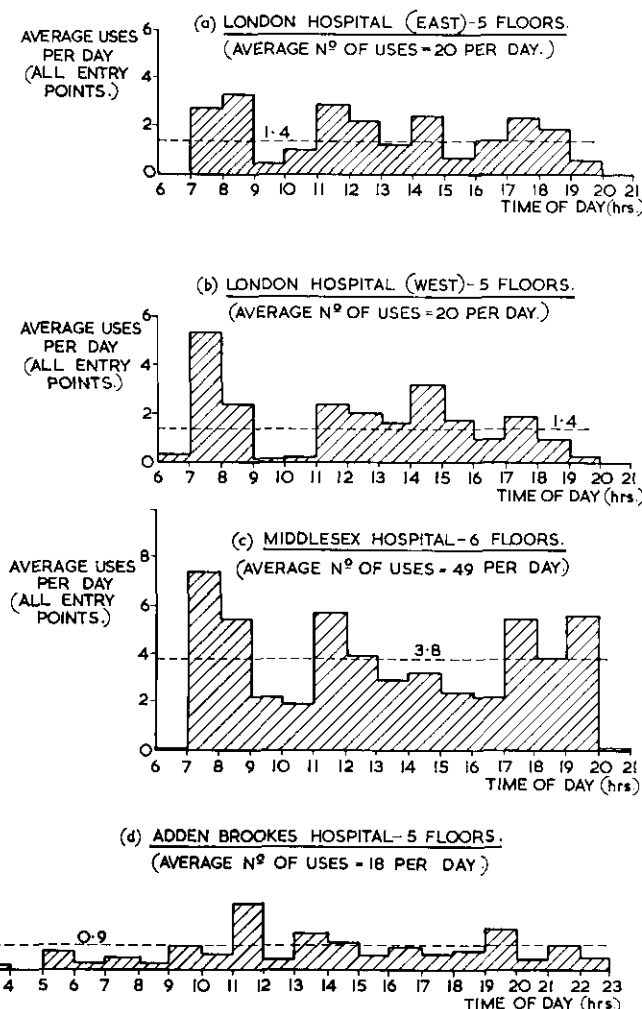 (a) LONDON HOSPITAL (EAST)-5 FLOORS.
(AVERAGE Nº OF USES = 20 PER DAY.)
AVERAGE USES
PER DAY
(ALL ENTRY
POINTS.)
6
4
2
0
1·4
6 7 8 9 10 11 12 13 14 15 16 17 18 19 20 21
TIME OF DAY (hrs.)
(b) LONDON HOSPITAL (WEST)-5 FLOORS.
(AVERAGE Nº OF USES = 20 PER DAY.)
AVERAGE USES
PER DAY
(ALL ENTRY
POINTS.)
6
4
2
0
1·4
6 7 8 9 10 11 12 13 14 15 16 17 18 19 20 21
TIME OF DAY (hrs.)
(c) MIDDLESEX HOSPITAL-6 FLOORS.
(AVERAGE Nº OF USES = 49 PER DAY)
AVERAGE USES
PER DAY
(ALL ENTRY
POINTS.)
8
6
4
2
0
3·8
6 7 8 9 10 11 12 13 14 15 16 17 18 19 20 21
TIME OF DAY (hrs)
(d) ADDEN BROOKES HOSPITAL-5 FLOORS.
(AVERAGE Nº OF USES = 18 PER DAY)
0·9
4 5 6 7 8 9 10 11 12 13 14 15 16 17 18 19 20 21 22 23
TIME OF DAY (hrs)